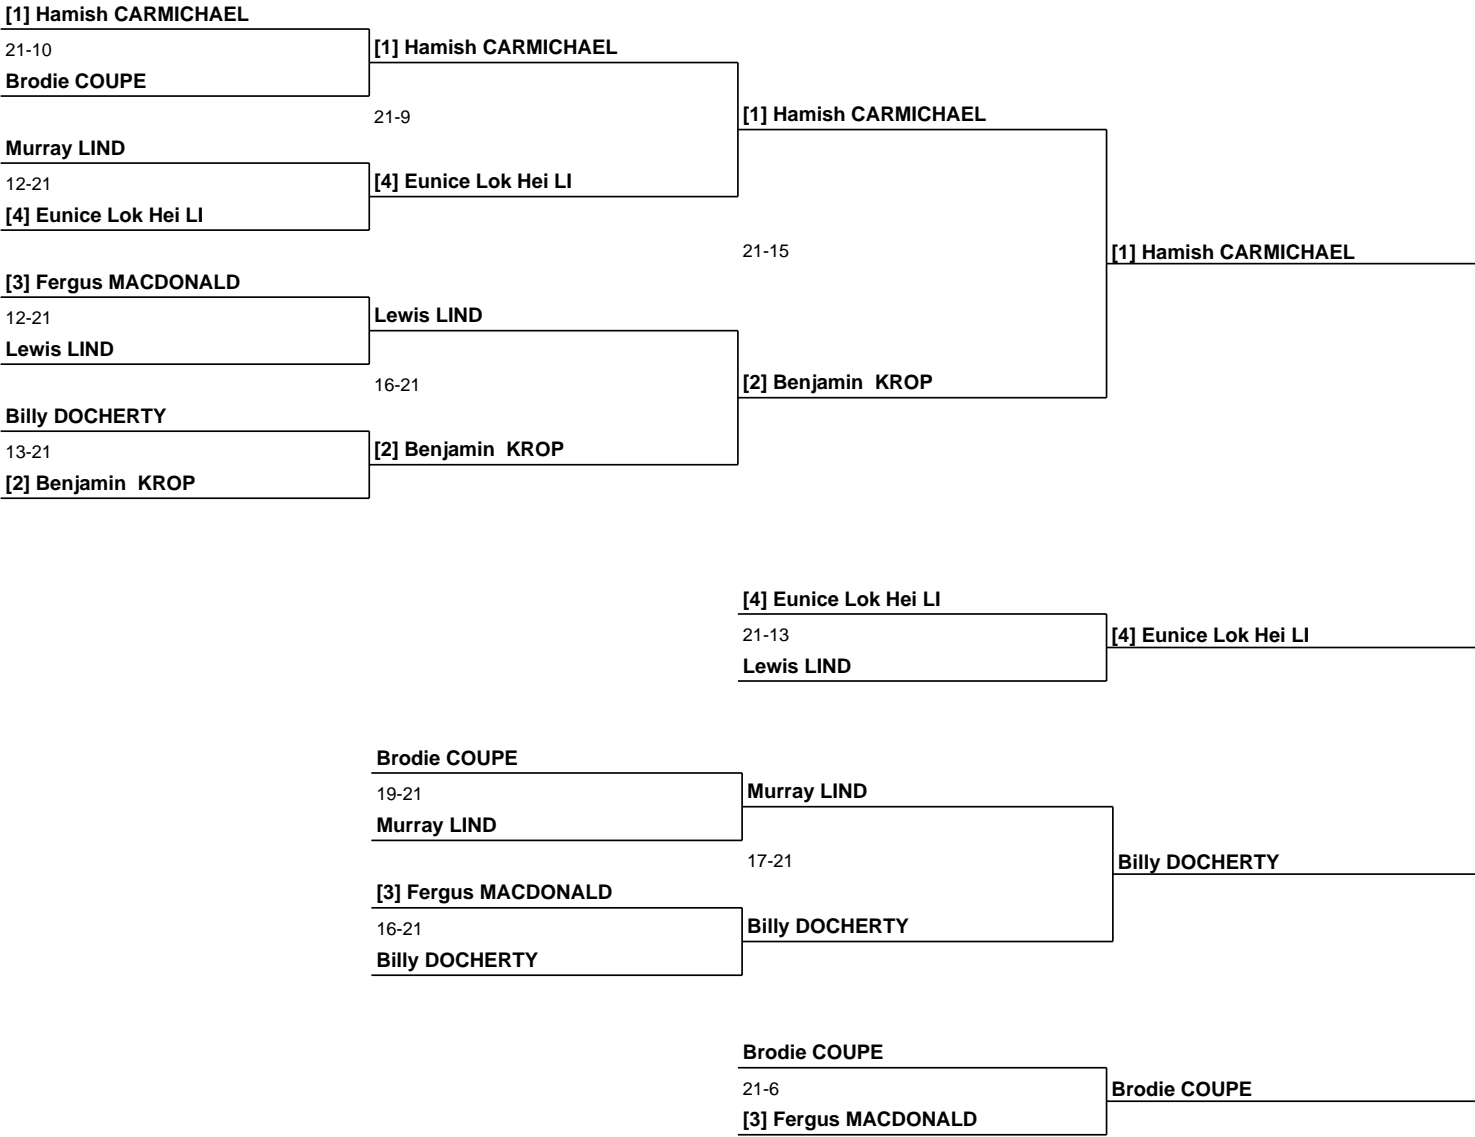 [1] Hamish CARMICHAEL
21-10
Brodie COUPE
[1] Hamish CARMICHAEL
21-9
Murray LIND
12-21
[4] Eunice Lok Hei LI
[4] Eunice Lok Hei LI
[1] Hamish CARMICHAEL
21-15
[1] Hamish CARMICHAEL
[3] Fergus MACDONALD
12-21
Lewis LIND
Lewis LIND
16-21
Billy DOCHERTY
13-21
[2] Benjamin  KROP
[2] Benjamin  KROP
[2] Benjamin  KROP
[4] Eunice Lok Hei LI
21-13
Lewis LIND
[4] Eunice Lok Hei LI
Brodie COUPE
19-21
Murray LIND
Murray LIND
17-21
[3] Fergus MACDONALD
16-21
Billy DOCHERTY
Billy DOCHERTY
Billy DOCHERTY
Brodie COUPE
21-6
[3] Fergus MACDONALD
Brodie COUPE